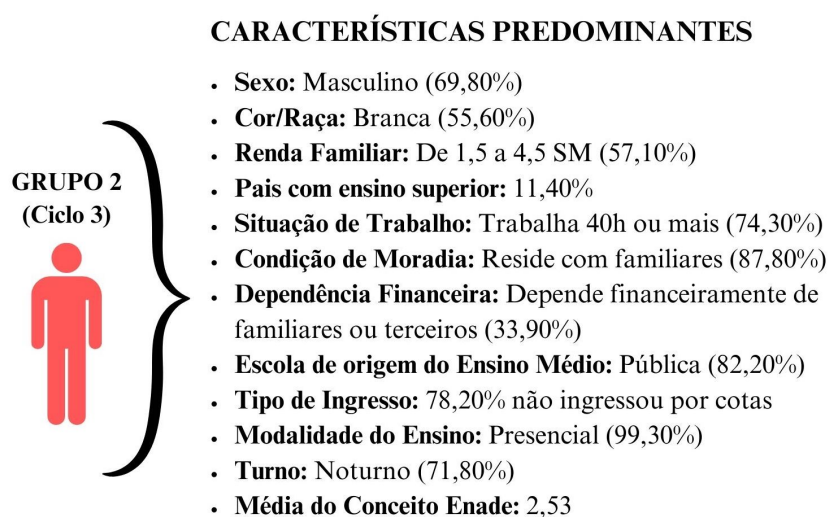 CARACTERÍSTICAS PREDOMINANTES
GRUPO 2
(Ciclo 3)
• Sexo: Masculino (69,80%)
• Cor/Raça: Branca (55,60%)
• Renda Familiar: De 1,5 a 4,5 SM (57,10%)
• Pais com ensino superior: 11,40%
• Situação de Trabalho: Trabalha 40h ou mais (74,30%)
• Condição de Moradia: Reside com familiares (87,80%)
• Dependência Financeira: Depende financeiramente de
familiares ou terceiros (33,90%)
• Escola de origem do Ensino Médio: Pública (82,20%)
• Tipo de Ingresso: 78,20% não ingressou por cotas
• Modalidade do Ensino: Presencial (99,30%)
• Turno: Noturno (71,80%)
• Média do Conceito Enade: 2,53